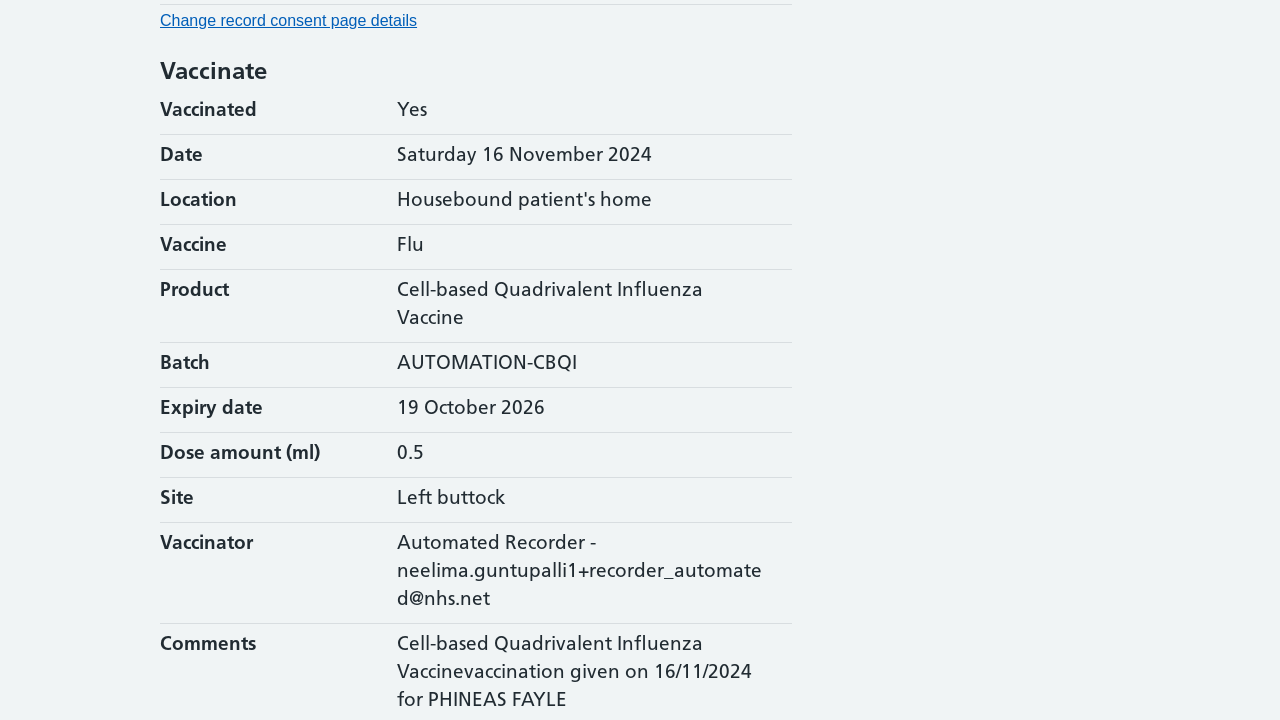 Change record consent page details
Vaccinate
Vaccinated Yes
Date Saturday 16 November 2024
Location Housebound patient's home
Vaccine Flu
Product Cell-based Quadrivalent Influenza
Vaccine
Batch AUTOMATION-CBQI
Expiry date 19 October 2026
Dose amount (ml) 0.5
Site Left buttock
Vaccinator Automated Recorder -
neelima.guntupalli1+recorder_automate
d@nhs.net
Comments Cell-based Quadrivalent Influenza
Vaccinevaccination given on 16/11/2024
for PHINEAS FAYLE